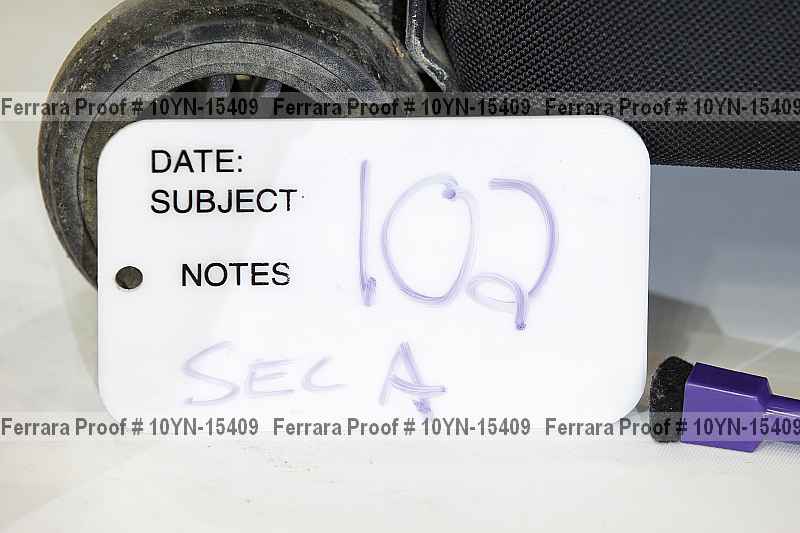 Ferrara Proof # 10YN-15409 Ferrara Proof # 10YN-15409 Ferrara Proof # 10YN-15409
DATE:
SUBJECT
102
NOTES
SEC A
Ferrara Proof # 10YN-15409 Ferrara Proof # 10YN-15409 Ferrara Proof # 10YN-15409